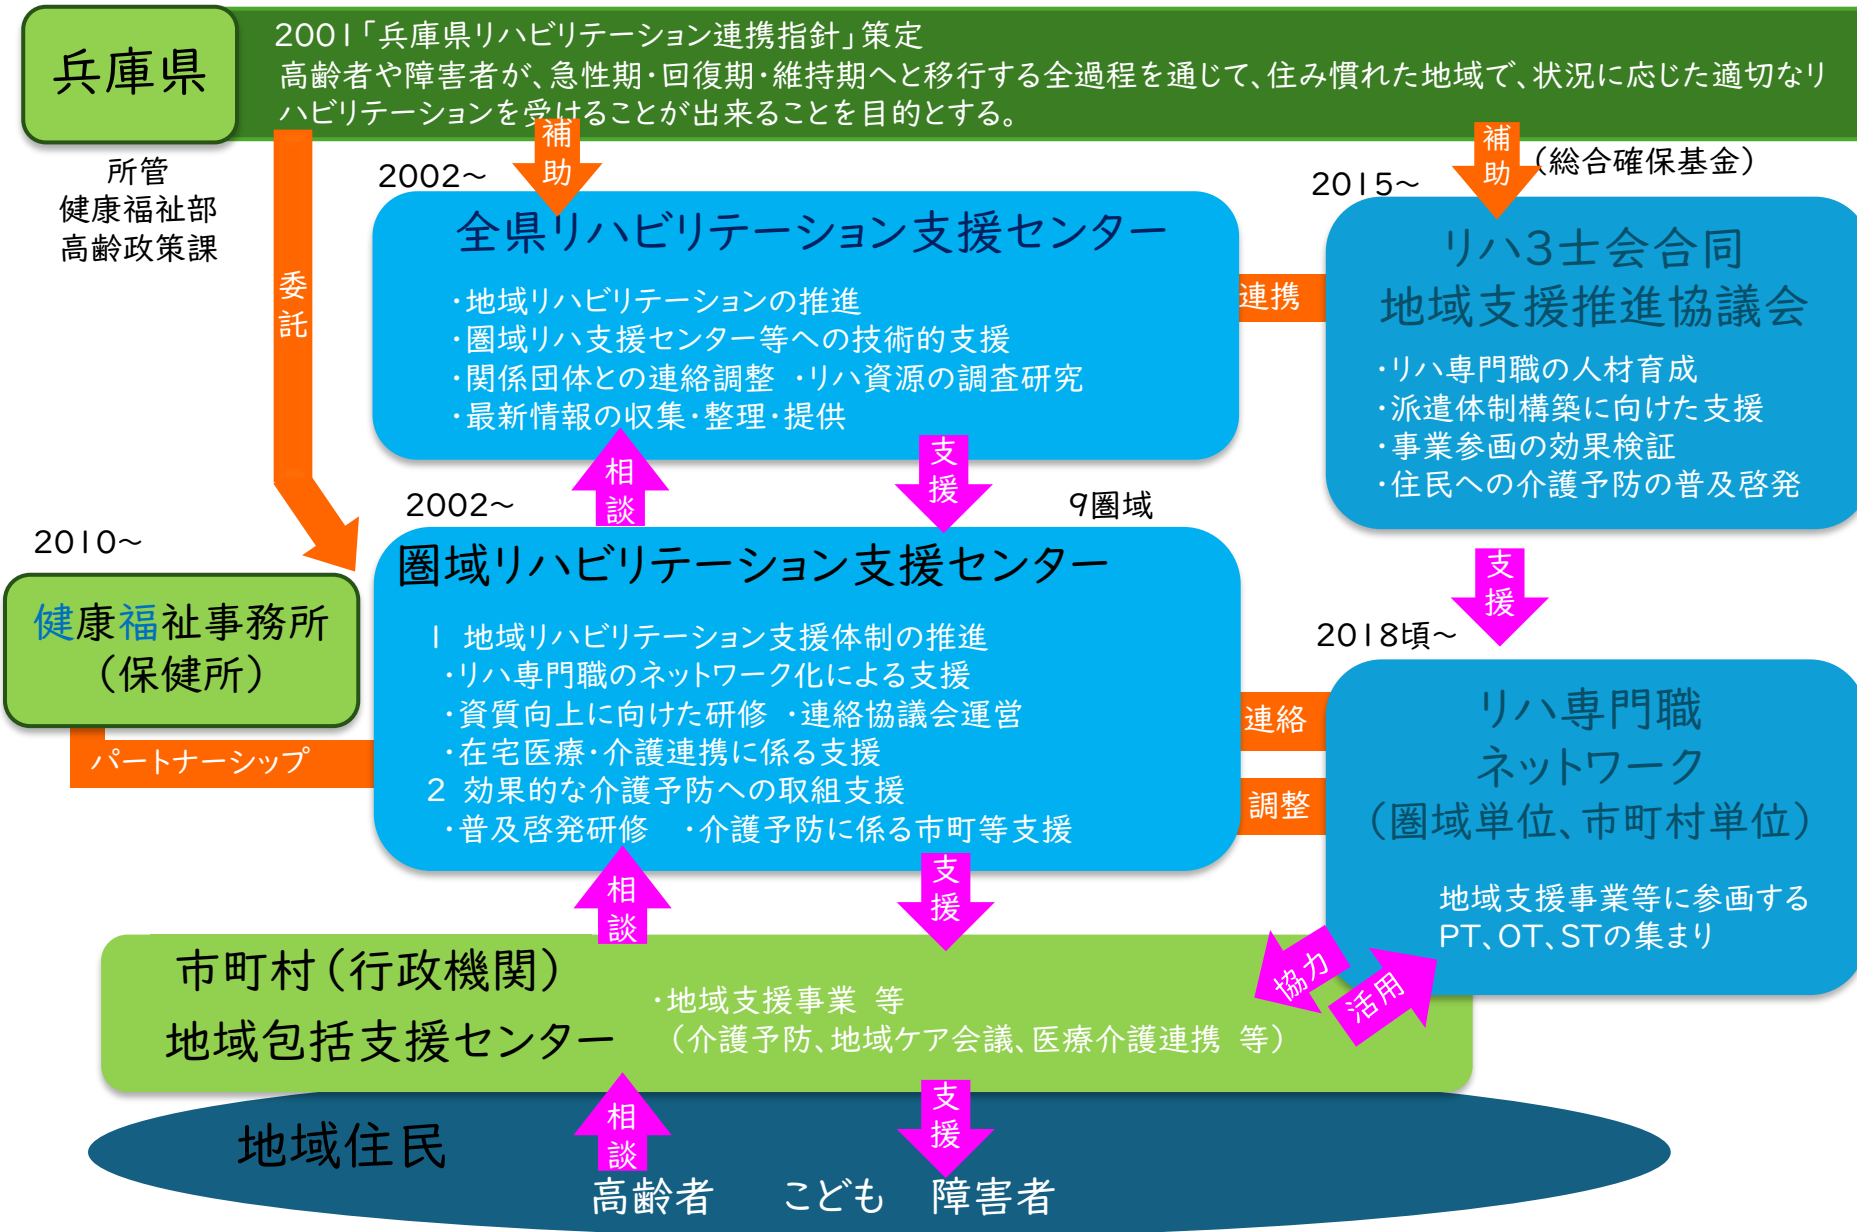 兵庫県
2001「兵庫県リハビリテーション連携指針」策定
高齢者や障害者が、急性期・回復期・維持期へと移行する全過程を通じて、住み慣れた地域で、状況に応じた適切なリ
ハビリテーションを受けることが出来ることを目的とする。
所管
健康福祉部
高齢政策課
委託
補助
補助
(総合確保基金)
2002~
全県リハビリテーション支援センター
・地域リハビリテーションの推進
・圏域リハ支援センター等への技術的支援
・関係団体との連絡調整 ・リハ資源の調査研究
・最新情報の収集・整理・提供
連携
2015~
リハ3士会合同
地域支援推進協議会
・リハ専門職の人材育成
・派遣体制構築に向けた支援
・事業参画の効果検証
・住民への介護予防の普及啓発
相談
支援
2002~
9圏域
圏域リハビリテーション支援センター
1 地域リハビリテーション支援体制の推進
・リハ専門職のネットワーク化による支援
・資質向上に向けた研修 ・連絡協議会運営
・在宅医療・介護連携に係る支援
2 効果的な介護予防への取組支援
・普及啓発研修 ・介護予防に係る市町等支援
2010~
健康福祉事務所
(保健所)
パートナーシップ
支援
連絡
調整
2018頃~
リハ専門職
ネットワーク
(圏域単位、市町村単位)
地域支援事業等に参画する
PT、OT、STの集まり
相談
支援
協力
活用
市町村(行政機関)
地域包括支援センター
・地域支援事業 等
(介護予防、地域ケア会議、医療介護連携 等)
相談
支援
地域住民
高齢者 こども 障害者